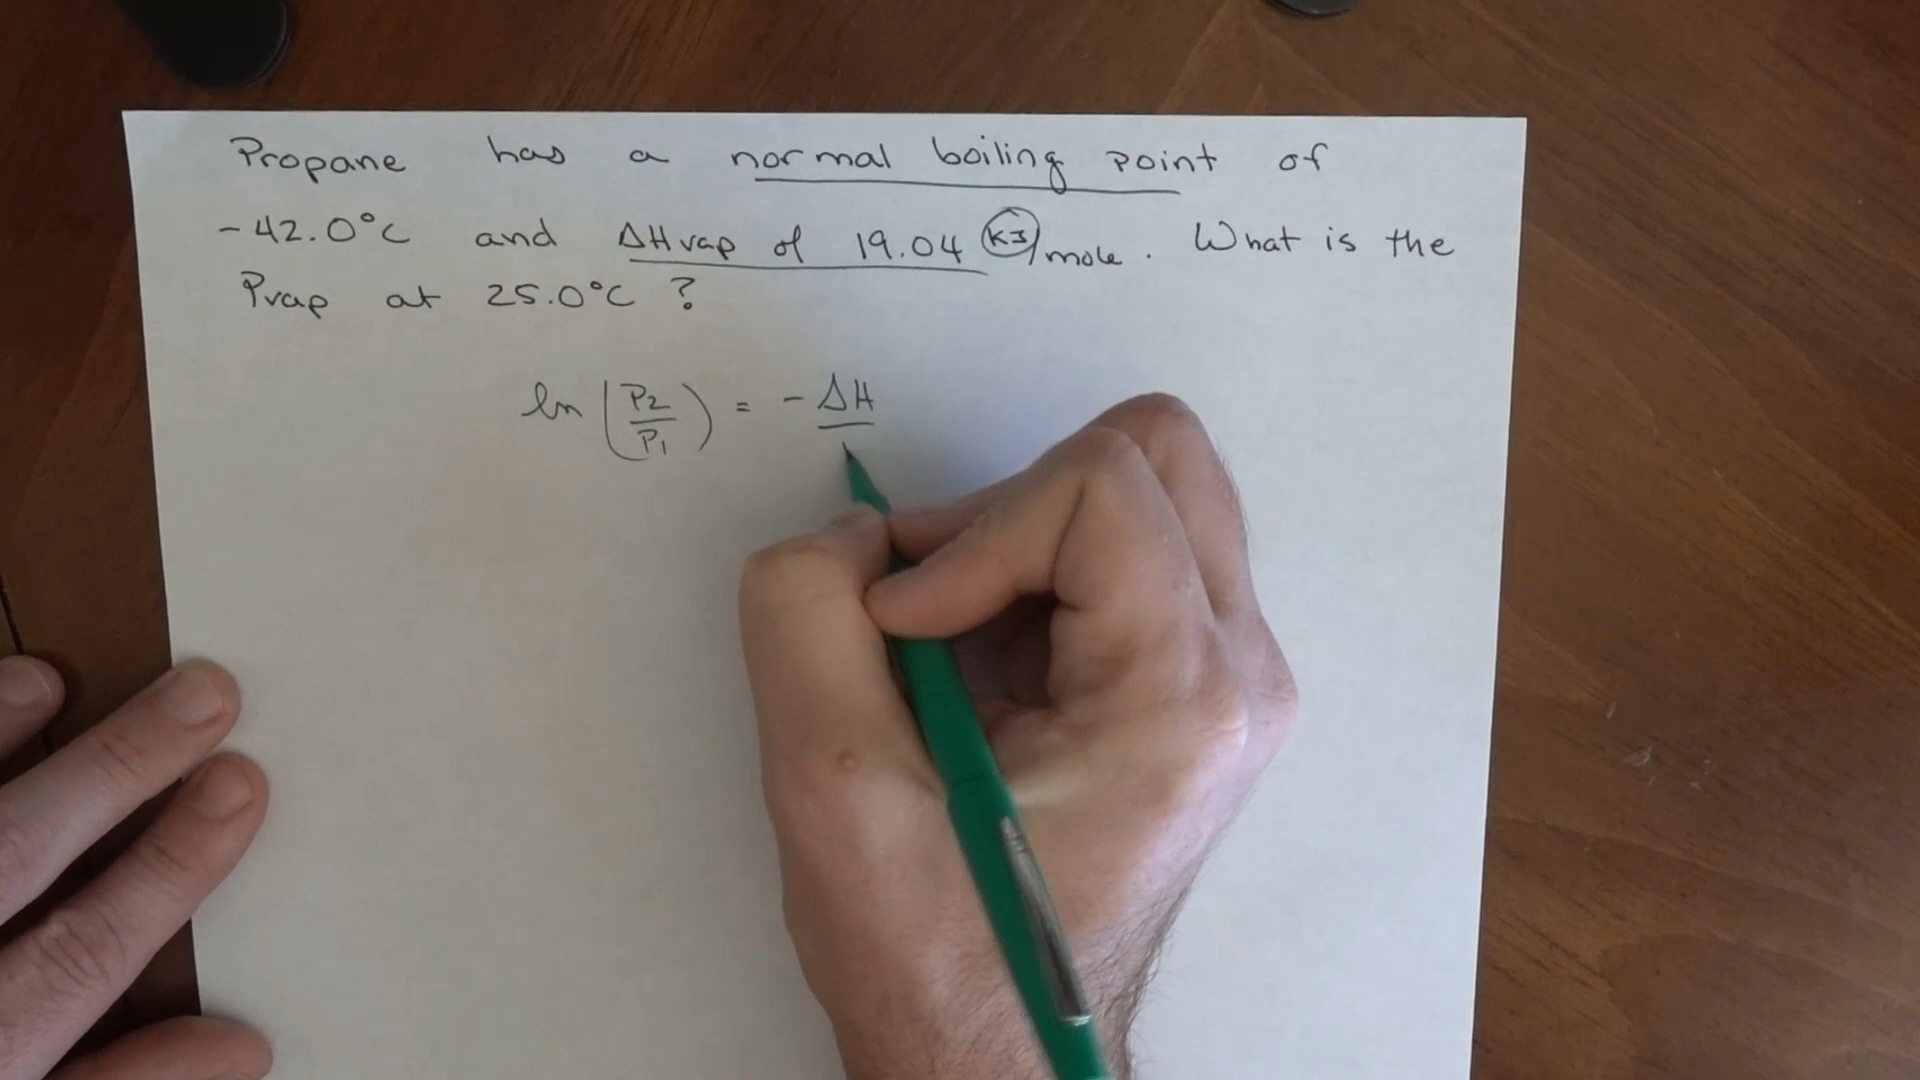 Propane has a normal boiling point of
-42.0°C and ΔHvap of 19.04 kJ/mole. What is the
Pvap at 25.0°C ?
ln (P2/P1) = - ΔH